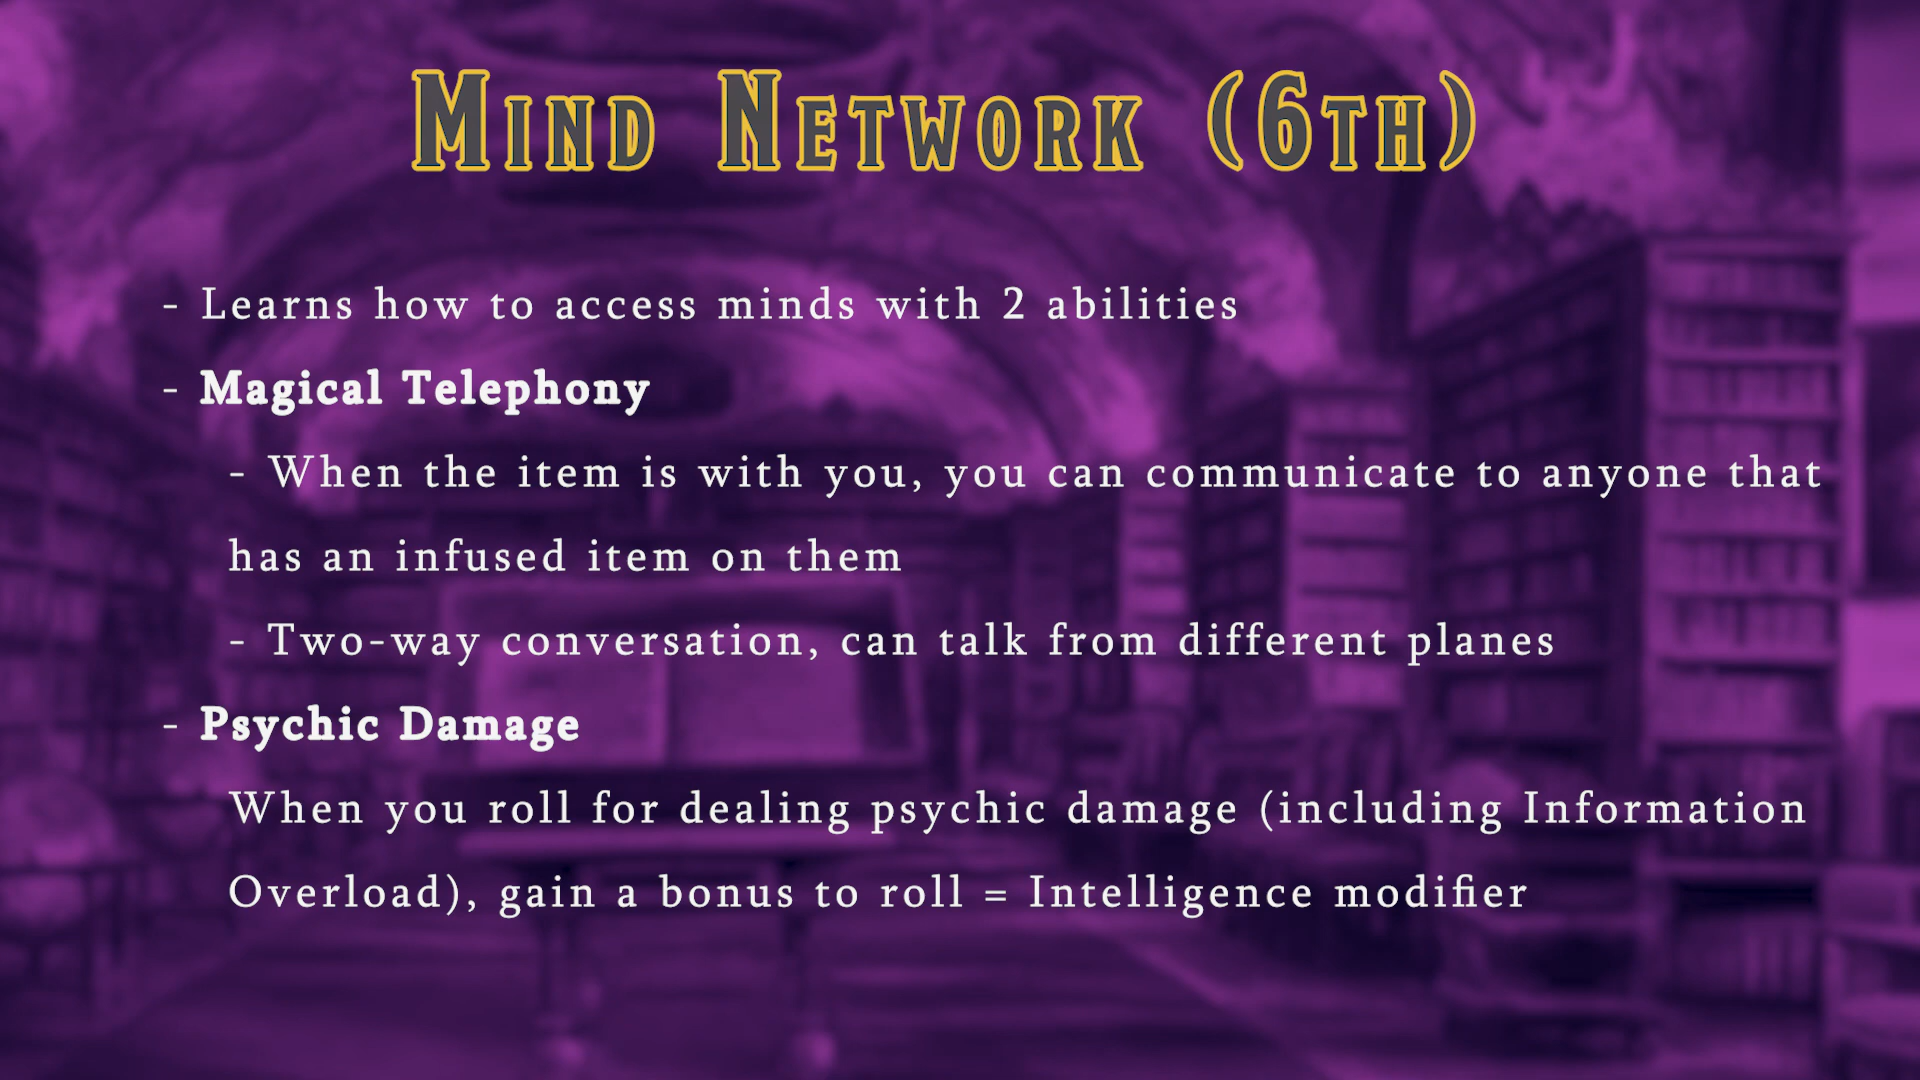 Mind Network (6th)
- Learns how to access minds with 2 abilities
- Magical Telephony
- When the item is with you, you can communicate to anyone that
has an infused item on them
- Two-way conversation, can talk from different planes
- Psychic Damage
When you roll for dealing psychic damage (including Information
Overload), gain a bonus to roll = Intelligence modifier